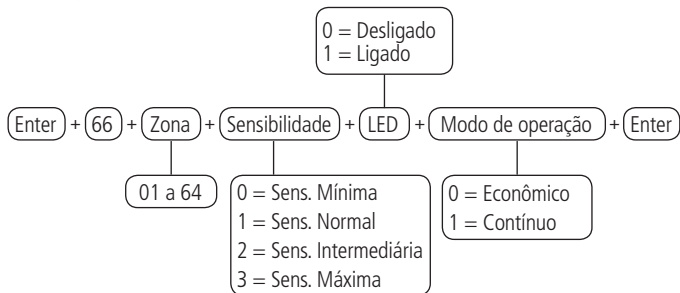 0 = Desligado
1 = Ligado
Enter + 66 + Zona + Sensibilidade + LED + Modo de operação + Enter
01 a 64
0 = Sens. Mínima
1 = Sens. Normal
2 = Sens. Intermediária
3 = Sens. Máxima
0 = Econômico
1 = Contínuo